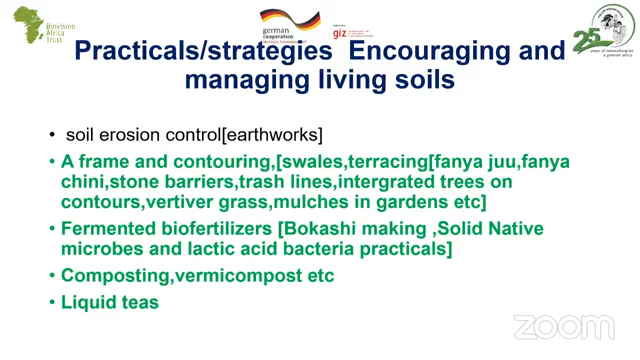 Biovision
Africa
Trust
german
cooperation
giz
25
years of networking for
a greener africa
Practicals/strategies Encouraging and
managing living soils
• soil erosion control[earthworks]
• A frame and contouring,[swales,terracing[fanya juu,fanya
chini,stone barriers,trash lines,intergrated trees on
contours,vertiver grass,mulches in gardens etc]
• Fermented biofertilizers [Bokashi making ,Solid Native
microbes and lactic acid bacteria practicals]
• Composting,vermicompost etc
• Liquid teas
zoom